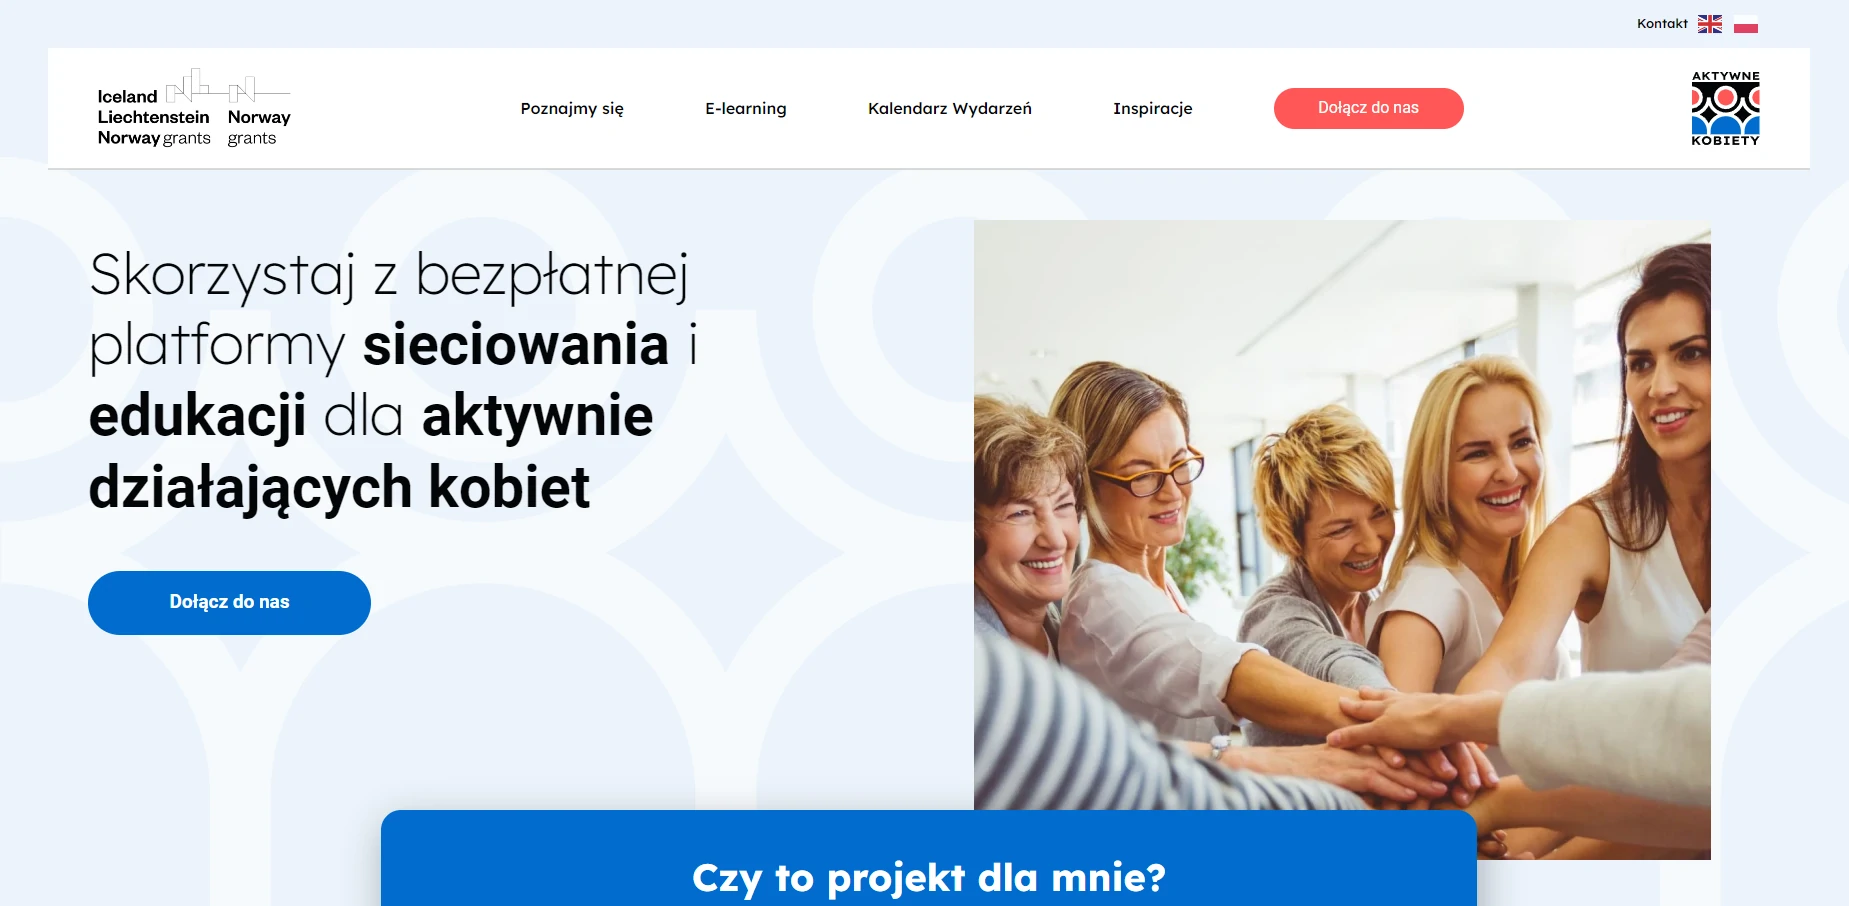 Kontakt
Iceland
Liechtenstein
Norway grants
Norway
grants
Poznajmy się
E-learning
Kalendarz Wydarzeń
Inspiracje
Dołącz do nas
AKTYWNE
KOBIETY
Skorzystaj z bezpłatnej
platformy sieciowania i
edukacji dla aktywnie
działających kobiet
Dołącz do nas
Czy to projekt dla mnie?